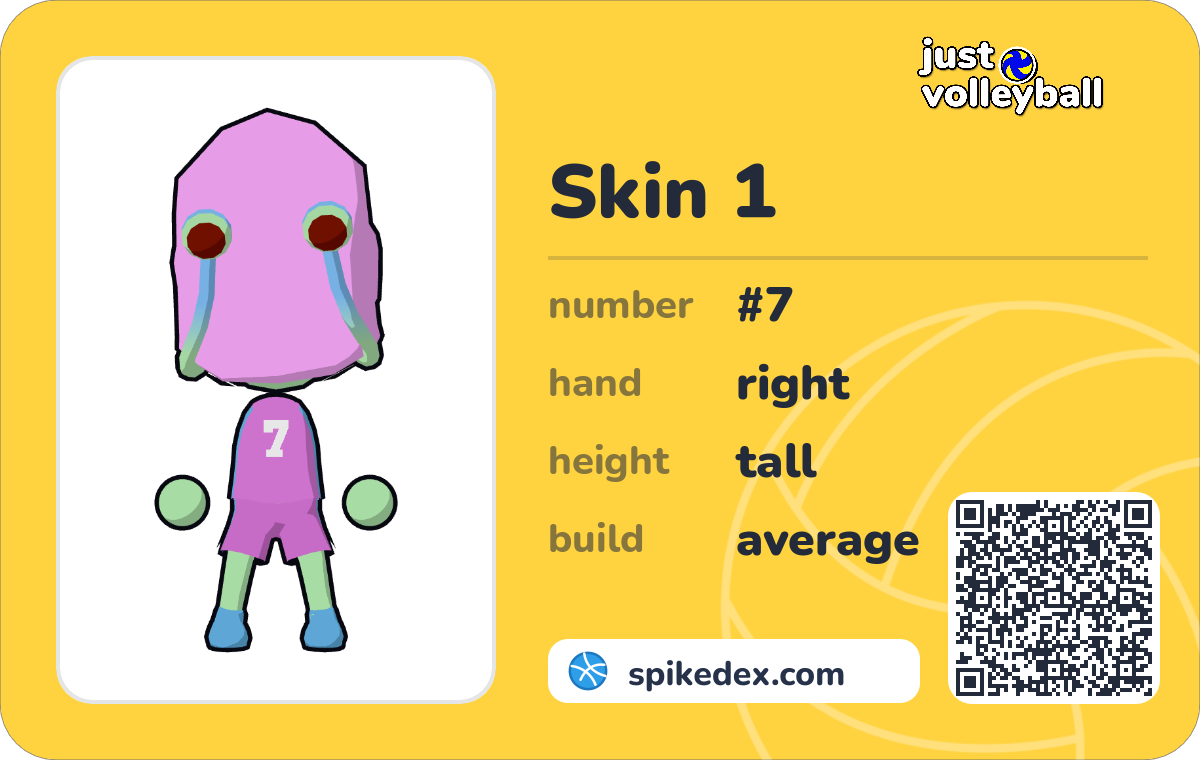 just
volleyball
Skin 1
number #7
hand right
height tall
build average
7
spikedex.com